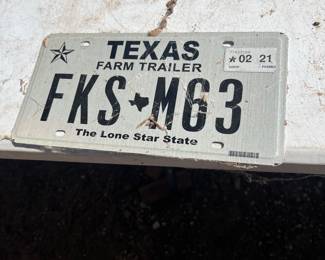 TEXAS
FARM TRAILER
02 21
FKS MG3
The Lone Star State